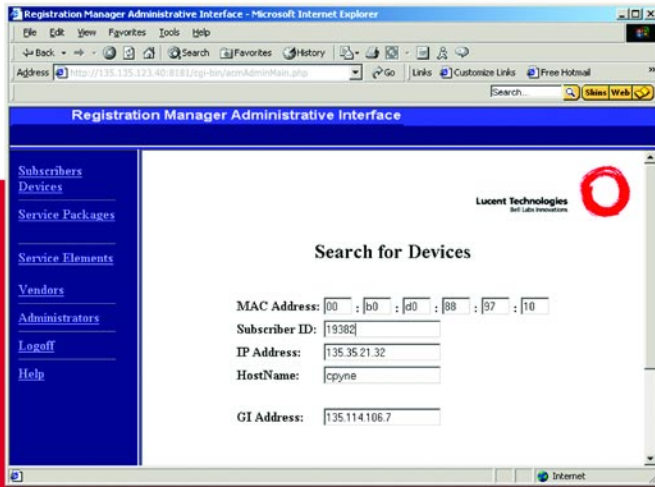 Registration Manager Administrative Interface - Microsoft Internet Explorer
File Edit View Favorites Tools Help
Back Search Favorites History
Address http://135.135.123.40:8181/cgi-bin/aomAdminMain.php Go Links Customize Links Free Hotmail
Search Skins Web
Registration Manager Administrative Interface
Subscribers
Devices
Service Packages
Service Elements
Vendors
Administrators
Logoff
Help
Lucent Technologies
Bell Labs Innovations
Search for Devices
MAC Address: 00 : b0 : d0 : 88 : 97 : 10
Subscriber ID: 19382
IP Address: 135.35.21.32
HostName: cpyne
GI Address: 135.114.106.7
Internet